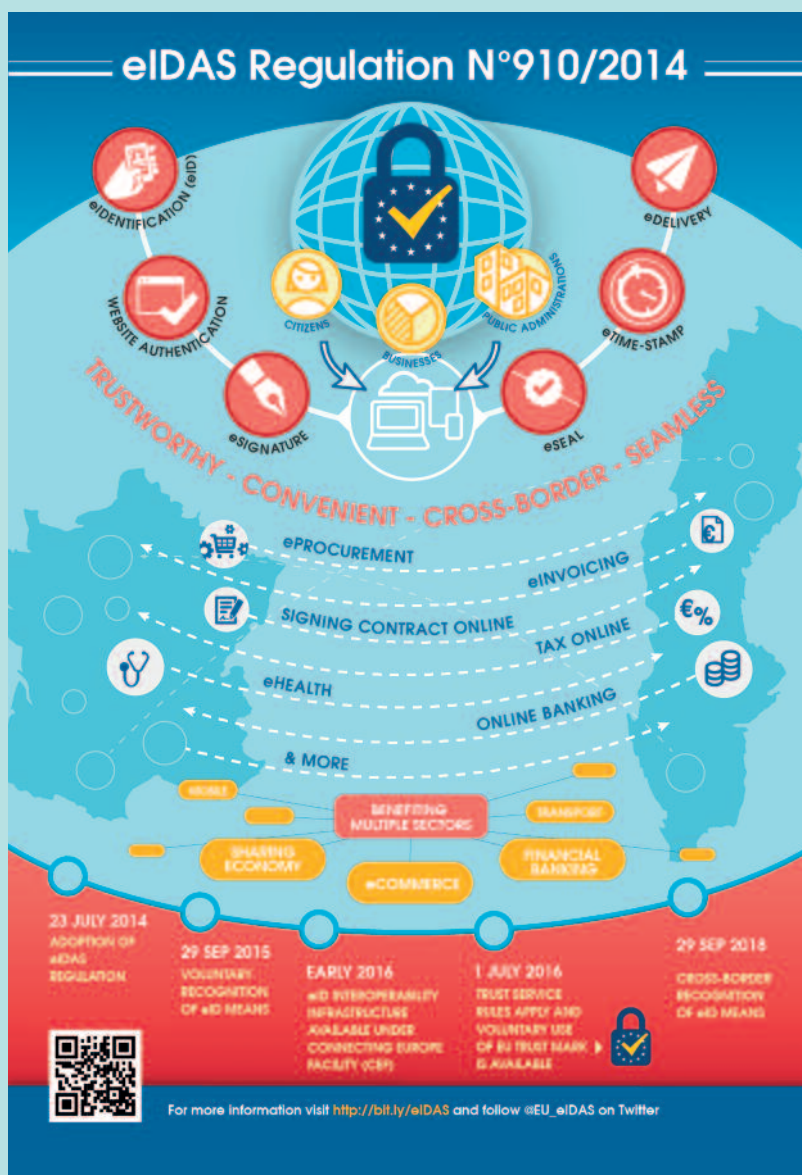 eIDAS Regulation N°910/2014
eIDENTIFICATION (eID)
eDELIVERY
WEBSITE AUTHENTICATION
CITIZENS
BUSINESSES
PUBLIC ADMINISTRATIONS
eTIME-STAMP
eSIGNATURE
eSEAL
TRUSTWORTHY - CONVENIENT - CROSS-BORDER - SEAMLESS
ePROCUREMENT
eINVOICING
SIGNING CONTRACT ONLINE
TAX ONLINE
eHEALTH
ONLINE BANKING
& MORE
BENEFITING
MULTIPLE SECTORS
TRANSPORT
SHARING
ECONOMY
FINANCIAL
BANKING
eCOMMERCE
23 JULY 2014
ADOPTION OF
eIDAS
REGULATION
29 SEP 2015
VOLUNTARY
RECOGNITION
OF eID MEANS
EARLY 2016
eID INTEROPERABILITY
INFRASTRUCTURE
AVAILABLE UNDER
CONNECTING EUROPE
FACILITY (CEF)
1 JULY 2016
TRUST SERVICE
RULES APPLY AND
VOLUNTARY USE
OF EU TRUST MARK
IS AVAILABLE
29 SEP 2018
CROSS-BORDER
RECOGNITION
OF eID MEANS
For more information visit http://bit.ly/eIDAS and follow @EU_eIDAS on Twitter